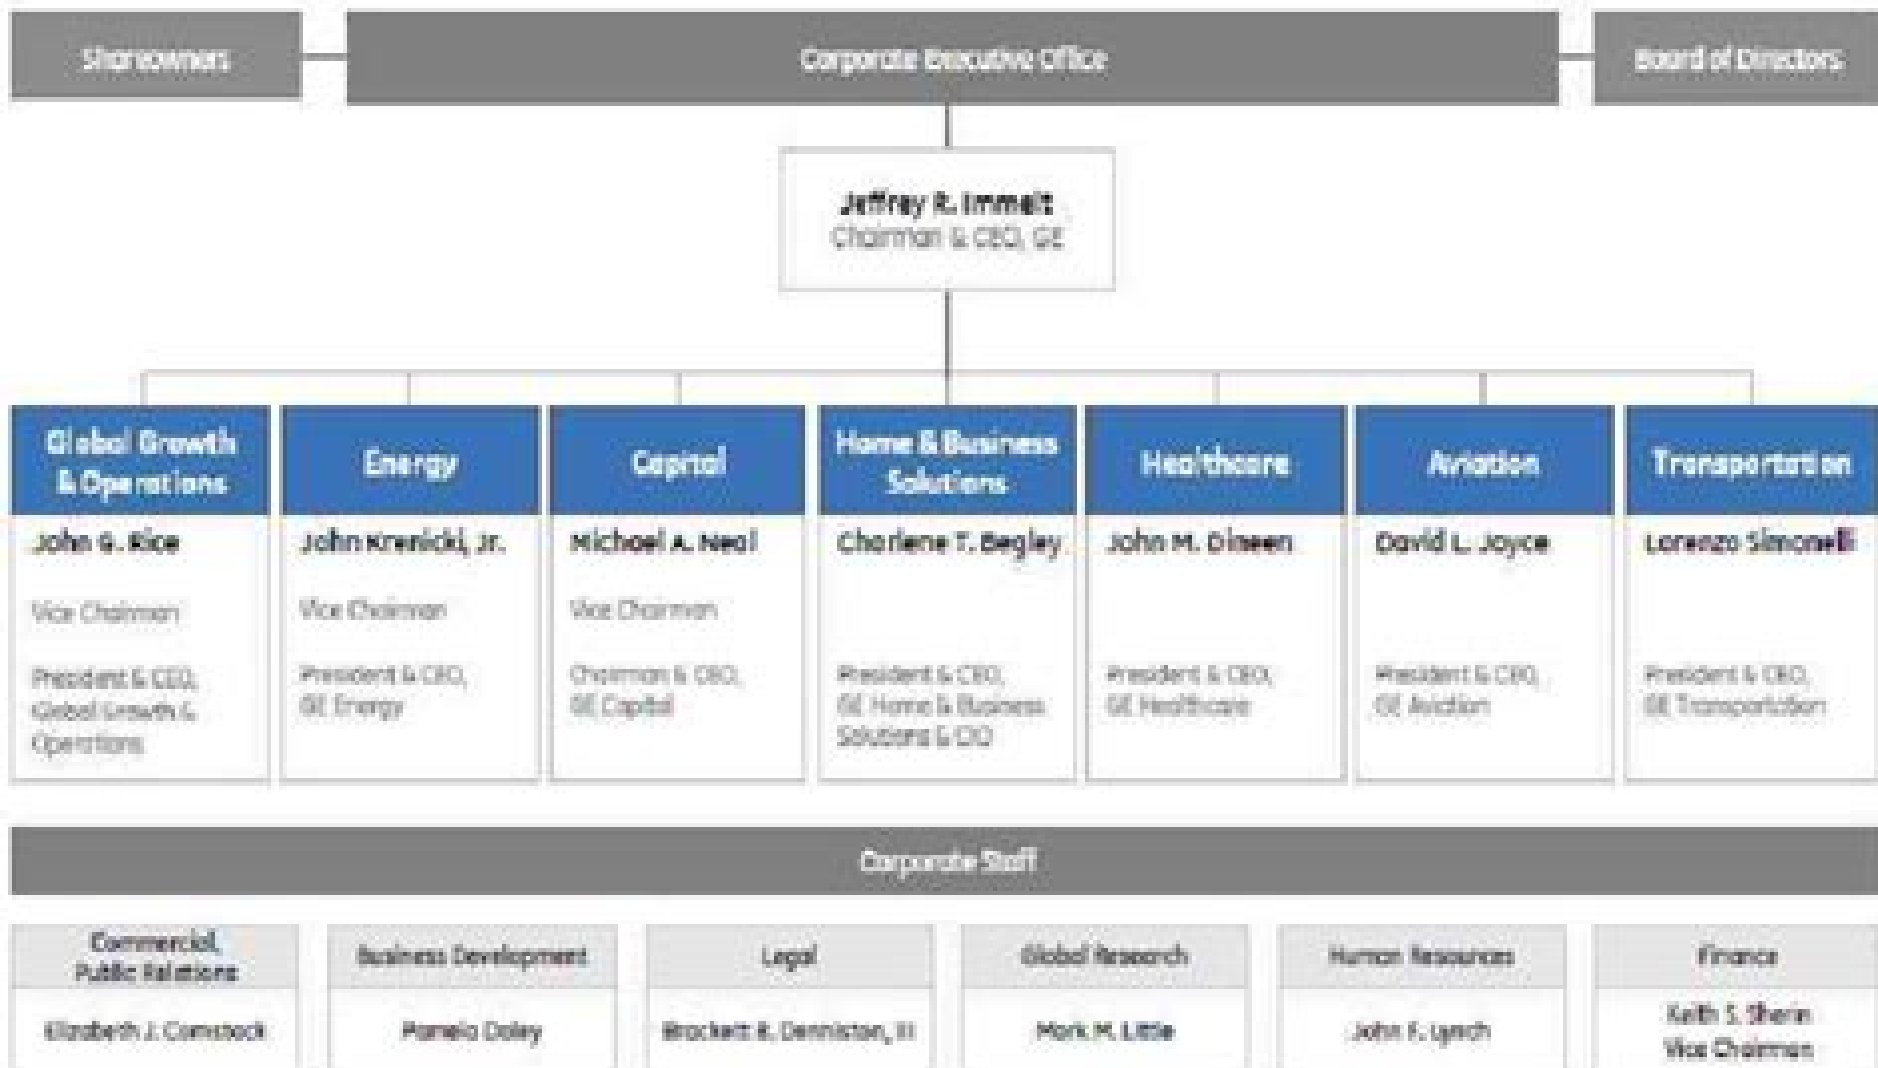 Shareowners
Corporate Executive Office
Board of Directors
Jeffrey R. Immelt
Chairman & CEO, GE
Global Growth
& Operations
Energy
Capital
Home & Business
Solutions
Healthcare
Aviation
Transportation
John G. Rice
Vice Chairman
President & CEO,
Global Growth &
Operations
John Krenicki, Jr.
Vice Chairman
President & CEO,
GE Energy
Michael A. Neal
Vice Chairman
Chairman & CEO,
GE Capital
Charlene T. Begley
President & CEO,
GE Home & Business
Solutions & CIO
John M. Dineen
President & CEO,
GE Healthcare
David L. Joyce
President & CEO,
GE Aviation
Lorenzo Simonelli
President & CEO,
GE Transportation
Corporate Staff
Commercial,
Public Relations
Elizabeth J. Comstock
Business Development
Pamela Daley
Legal
Brackett B. Denniston, III
Global Research
Mark M. Little
Human Resources
John F. Lynch
Finance
Keith S. Sherin
Vice Chairman